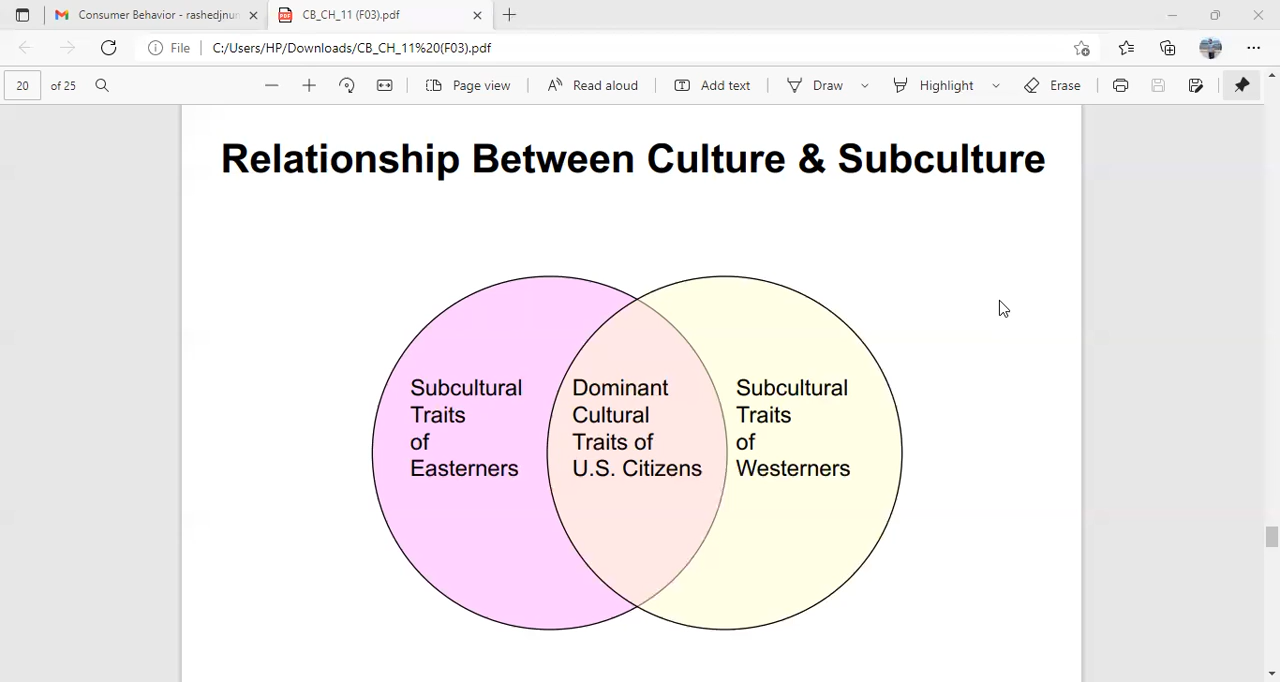 Consumer Behavior - rashedjnu
CB_CH_11 (F03).pdf
File
C:/Users/HP/Downloads/CB_CH_11%20(F03).pdf
20 of 25
Page view
Read aloud
Add text
Draw
Highlight
Erase
Relationship Between Culture & Subculture
Subcultural
Traits
of
Easterners
Dominant
Cultural
Traits of
U.S. Citizens
Subcultural
Traits
of
Westerners